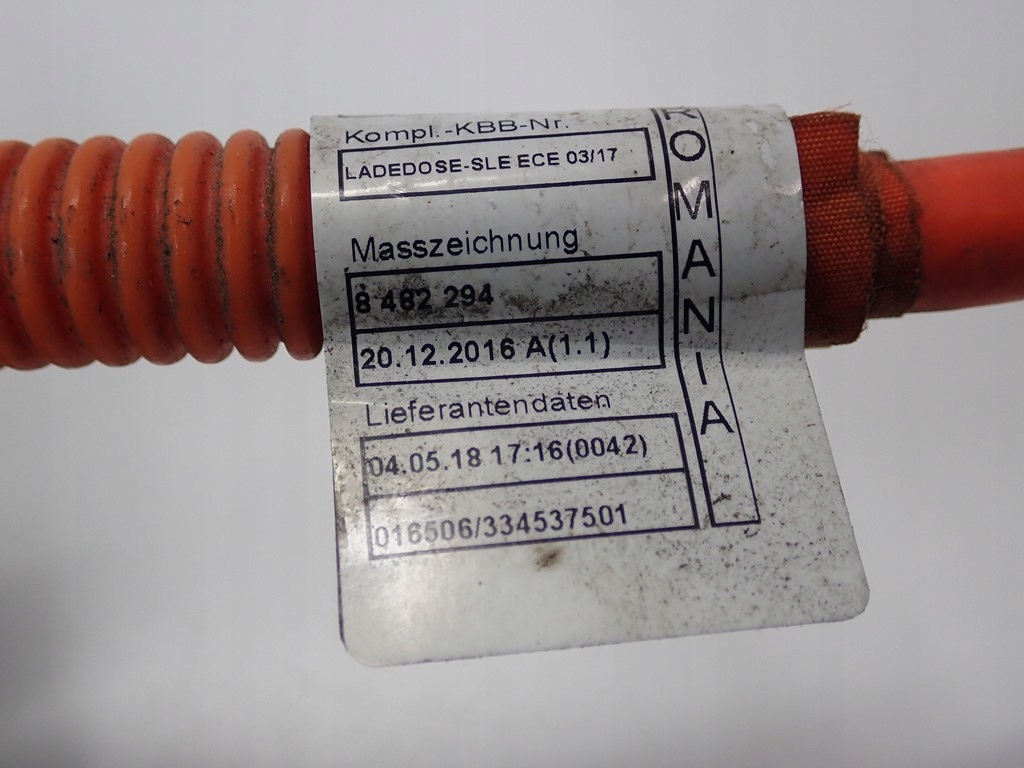 Kompl.-KBB-Nr.
LADEDOSE-SLE ECE 03/17
Masszeichnung
8 482 294
20.12.2016 A(1.1)
Lieferantendaten
04.05.18 17:16(0042)
016506/334537501
ROMANIA